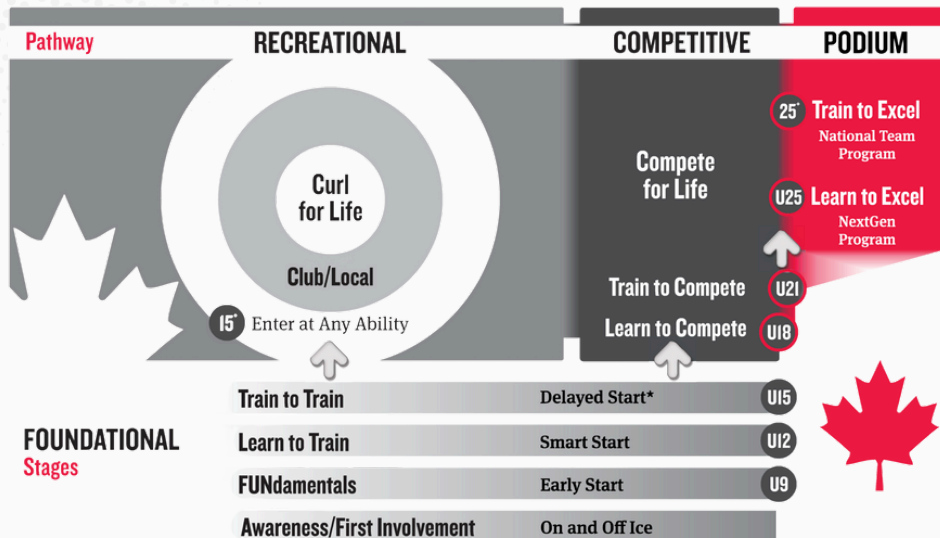 Pathway
RECREATIONAL
COMPETITIVE
PODIUM
Curl
for Life
Club/Local
15+ Enter at Any Ability
Compete
for Life
Train to Compete U21
Learn to Compete U18
25+ Train to Excel
National Team
Program
U25 Learn to Excel
NextGen
Program
FOUNDATIONAL
Stages
Train to Train Delayed Start* U15
Learn to Train Smart Start U12
FUNdamentals Early Start U9
Awareness/First Involvement On and Off Ice